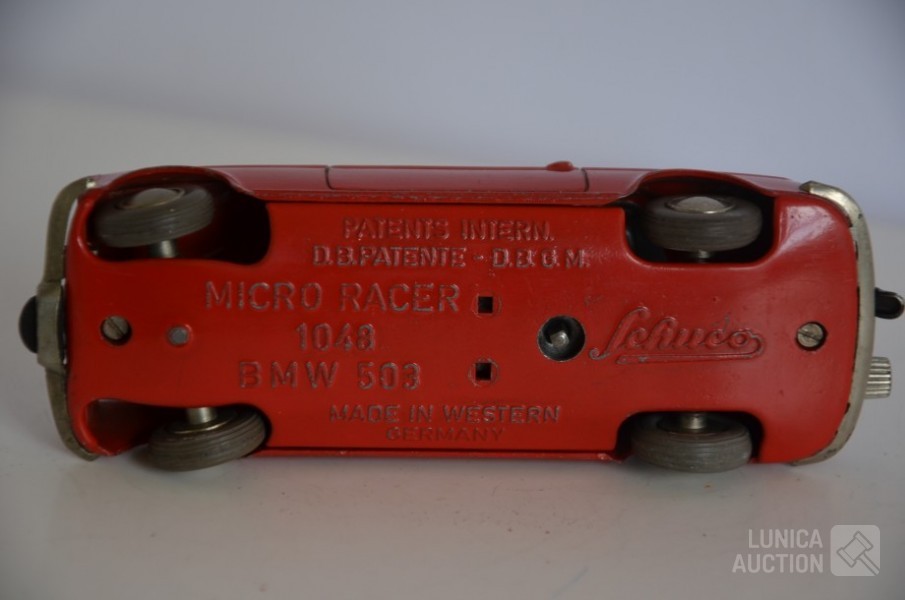 PATENTS INTERN.
D.B.PATENTE - D.B.G.M.
MICRO RACER
1048
BMW 503
Schuco
MADE IN WESTERN
GERMANY
LUNICA
AUCTION